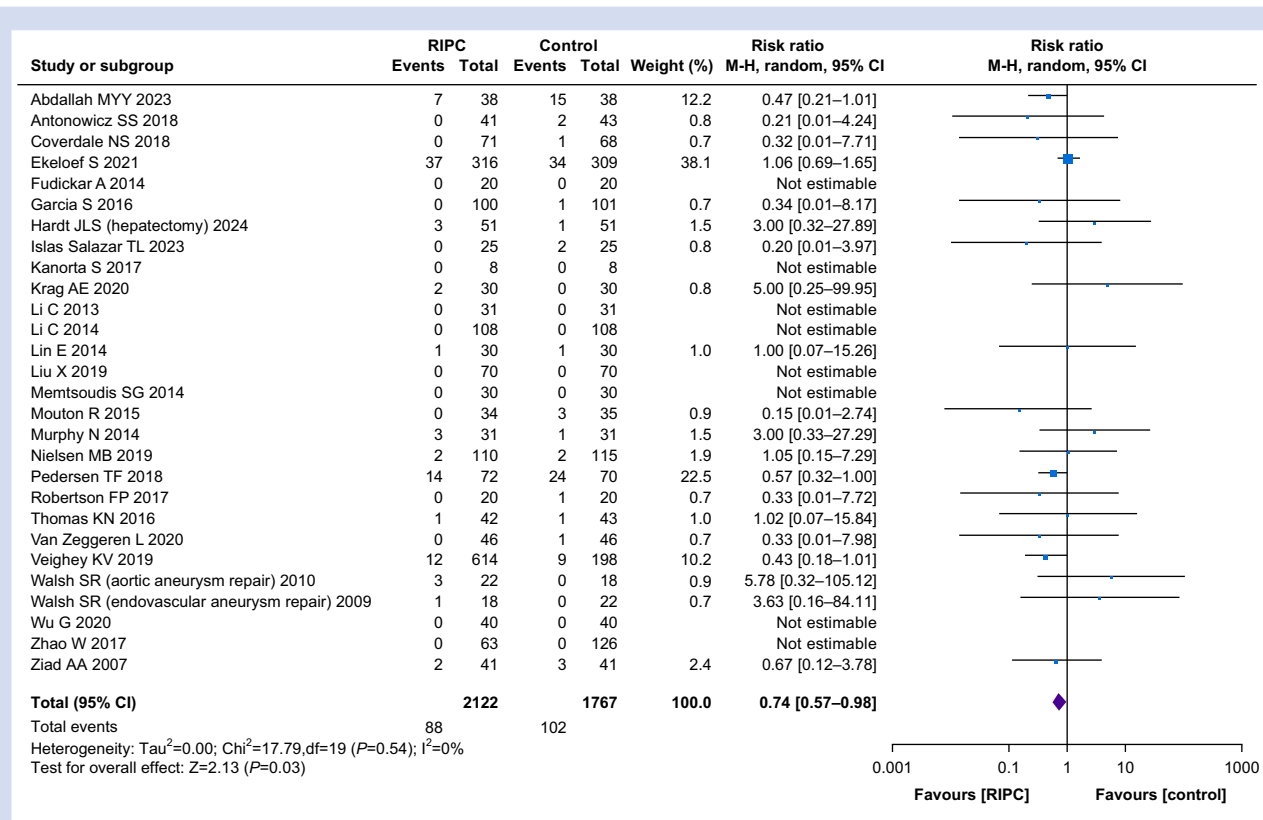 RIPC Control Risk ratio Risk ratio
Study or subgroup Events Total Events Total Weight (%) M-H, random, 95% CI M-H, random, 95% CI
Abdallah MYY 2023 7 38 15 38 12.2 0.47 [0.21–1.01]
Antonowicz SS 2018 0 41 2 43 0.8 0.21 [0.01–4.24]
Coverdale NS 2018 0 71 1 68 0.7 0.32 [0.01–7.71]
Ekeloef S 2021 37 316 34 309 38.1 1.06 [0.69–1.65]
Fudickar A 2014 0 20 0 20 Not estimable
Garcia S 2016 0 100 1 101 0.7 0.34 [0.01–8.17]
Hardt JLS (hepatectomy) 2024 3 51 1 51 1.5 3.00 [0.32–27.89]
Islas Salazar TL 2023 0 25 2 25 0.8 0.20 [0.01–3.97]
Kanorta S 2017 0 8 0 8 Not estimable
Krag AE 2020 2 30 0 30 0.8 5.00 [0.25–99.95]
Li C 2013 0 31 0 31 Not estimable
Li C 2014 0 108 0 108 Not estimable
Lin E 2014 1 30 1 30 1.0 1.00 [0.07–15.26]
Liu X 2019 0 70 0 70 Not estimable
Memtsoudis SG 2014 0 30 0 30 Not estimable
Mouton R 2015 0 34 3 35 0.9 0.15 [0.01–2.74]
Murphy N 2014 3 31 1 31 1.5 3.00 [0.33–27.29]
Nielsen MB 2019 2 110 2 115 1.9 1.05 [0.15–7.29]
Pedersen TF 2018 14 72 24 70 22.5 0.57 [0.32–1.00]
Robertson FP 2017 0 20 1 20 0.7 0.33 [0.01–7.72]
Thomas KN 2016 1 42 1 43 1.0 1.02 [0.07–15.84]
Van Zeggeren L 2020 0 46 1 46 0.7 0.33 [0.01–7.98]
Veighey KV 2019 12 614 9 198 10.2 0.43 [0.18–1.01]
Walsh SR (aortic aneurysm repair) 2010 3 22 0 18 0.9 5.78 [0.32–105.12]
Walsh SR (endovascular aneurysm repair) 2009 1 18 0 22 0.7 3.63 [0.16–84.11]
Wu G 2020 0 40 0 40 Not estimable
Zhao W 2017 0 63 0 126 Not estimable
Ziad AA 2007 2 41 3 41 2.4 0.67 [0.12–3.78]
Total (95% CI) 2122 1767 100.0 0.74 [0.57–0.98]
Total events 88 102
Heterogeneity: Tau²=0.00; Chi²=17.79,df=19 (P=0.54); I²=0%
Test for overall effect: Z=2.13 (P=0.03)
0.001 0.1 1 10 1000
Favours [RIPC] Favours [control]